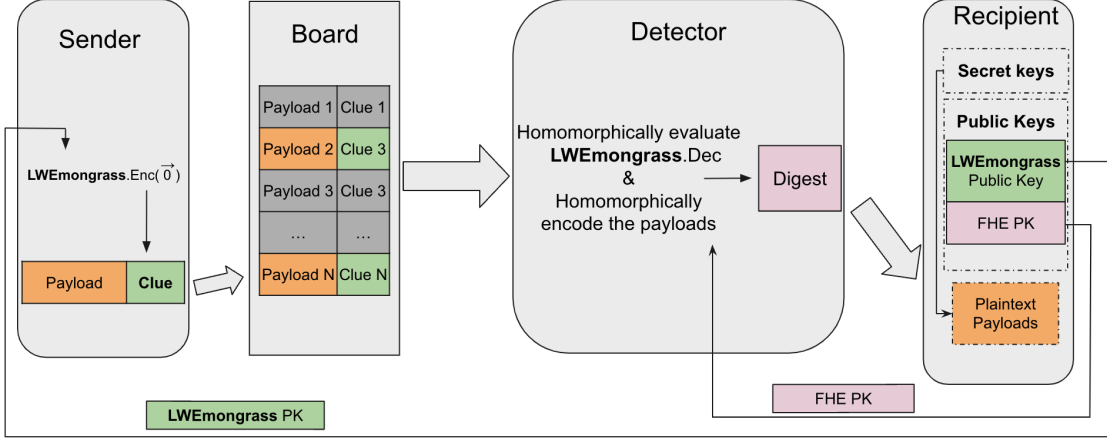 Sender
LWEmongrass.Enc(0⃗)
Payload Clue
Board
Payload 1 Clue 1
Payload 2 Clue 3
Payload 3 Clue 3
... ...
Payload N Clue N
Detector
Homomorphically evaluate
LWEmongrass.Dec
&
Homomorphically
encode the payloads
Digest
Recipient
Secret keys
Public Keys
LWEmongrass
Public Key
FHE PK
Plaintext
Payloads
LWEmongrass PK
FHE PK